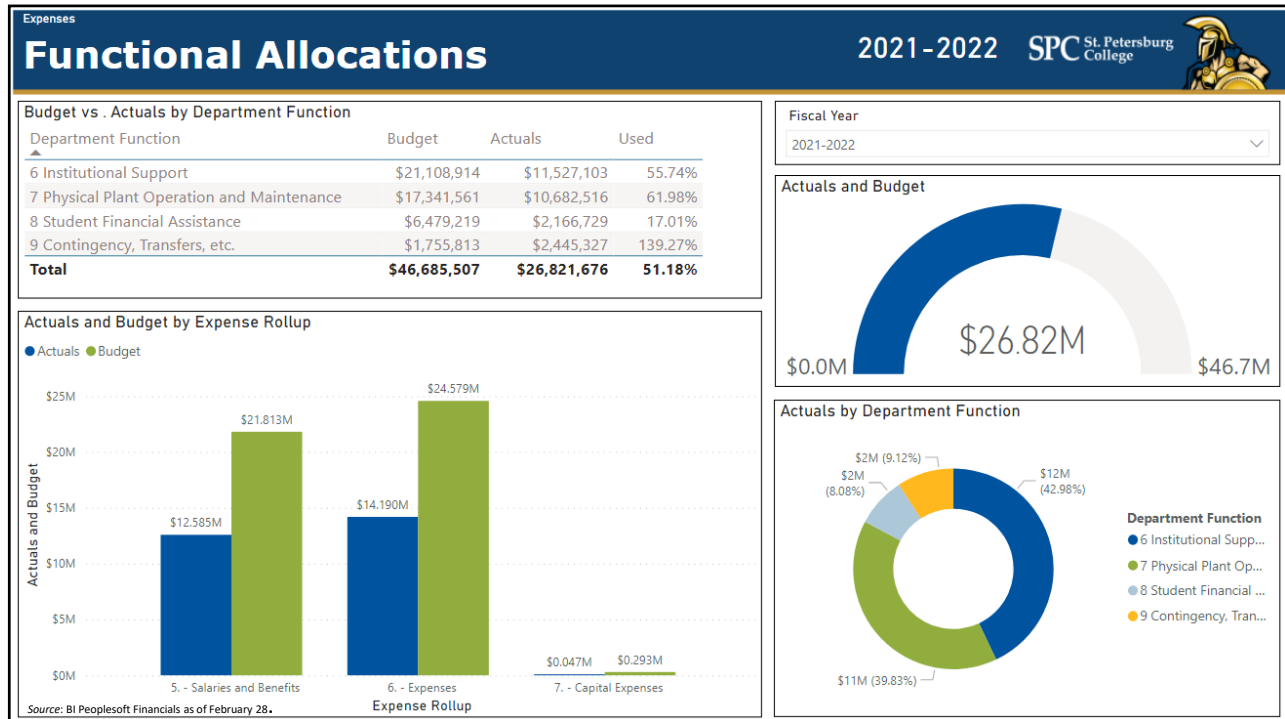 Expenses
Functional Allocations
2021-2022
SPC St. Petersburg
College
Budget vs . Actuals by Department Function
Department Function Budget Actuals Used
6 Institutional Support $21,108,914 $11,527,103 55.74%
7 Physical Plant Operation and Maintenance $17,341,561 $10,682,516 61.98%
8 Student Financial Assistance $6,479,219 $2,166,729 17.01%
9 Contingency, Transfers, etc. $1,755,813 $2,445,327 139.27%
Total $46,685,507 $26,821,676 51.18%
Fiscal Year
2021-2022
Actuals and Budget
$26.82M
$0.0M
$46.7M
Actuals and Budget by Expense Rollup
Actuals Budget
Actuals and Budget
$25M
$20M
$15M
$10M
$5M
$0M
$12.585M
$21.813M
$14.190M
$24.579M
$0.047M
$0.293M
5. - Salaries and Benefits
6. - Expenses
7. - Capital Expenses
Expense Rollup
Source: BI Peoplesoft Financials as of February 28.
Actuals by Department Function
$2M (9.12%)
$2M
(8.08%)
$12M
(42.98%)
$11M (39.83%)
Department Function
6 Institutional Supp...
7 Physical Plant Op...
8 Student Financial ...
9 Contingency, Tran...